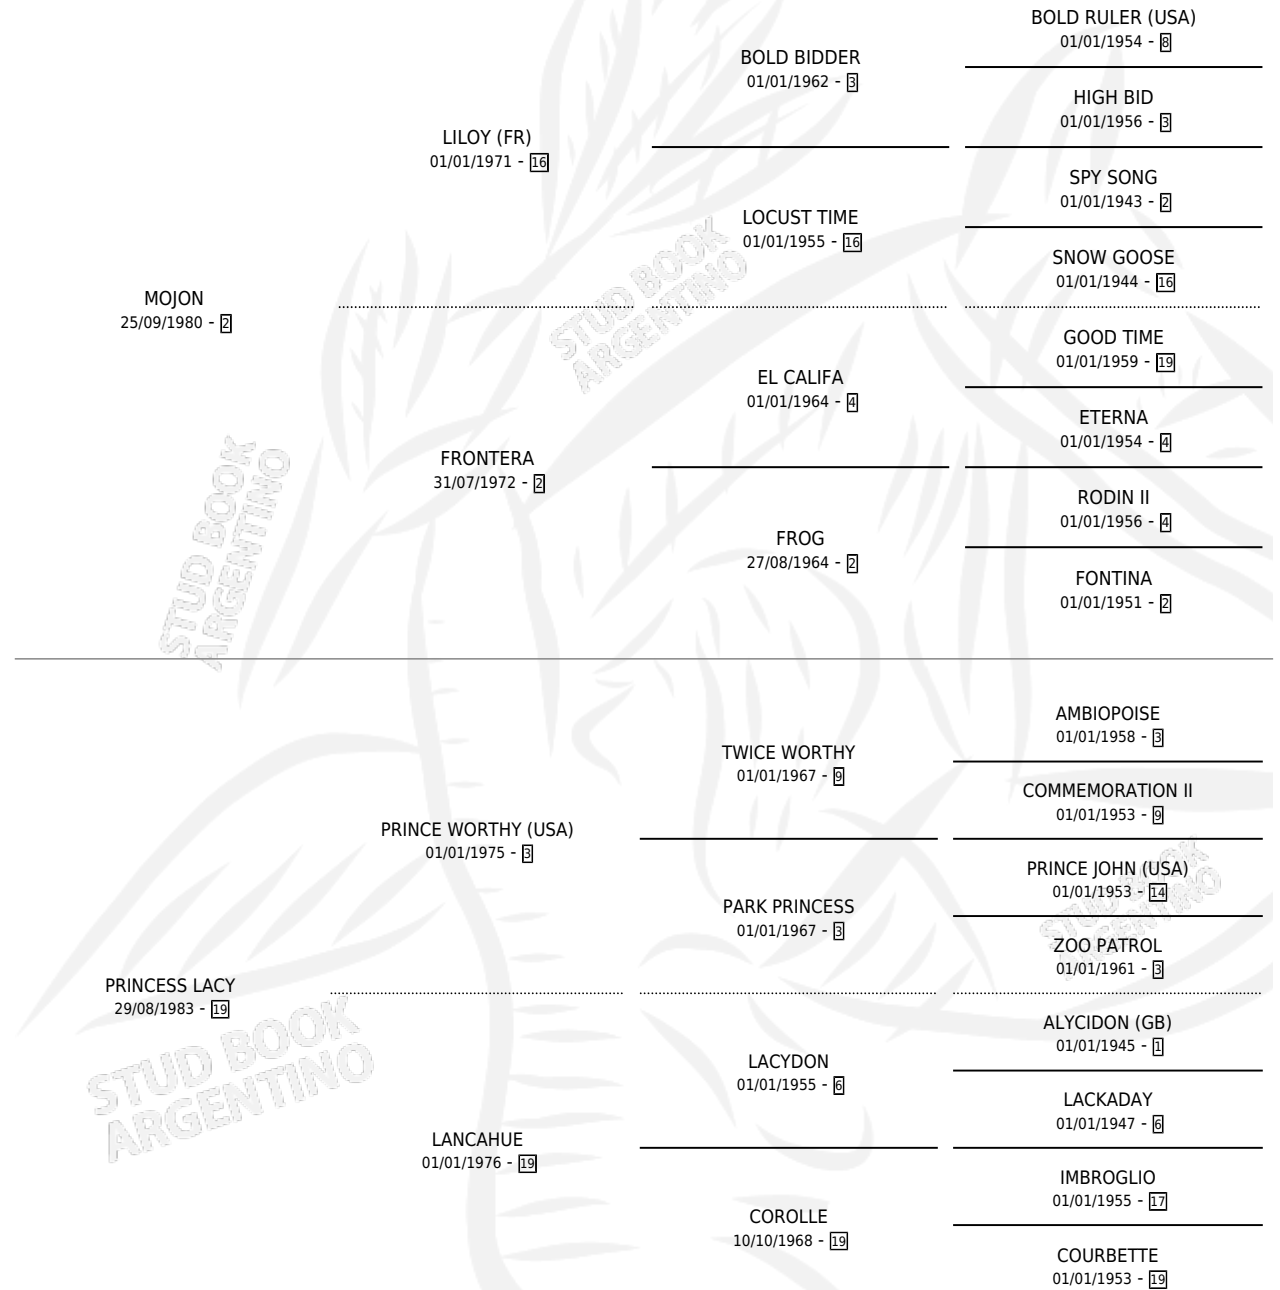 BOLD RULER (USA)
01/01/1954 - 8
BOLD BIDDER
01/01/1962 - 3
HIGH BID
01/01/1956 - 3
LILOY (FR)
01/01/1971 - 16
SPY SONG
01/01/1943 - 2
LOCUST TIME
01/01/1955 - 16
SNOW GOOSE
01/01/1944 - 16
MOJON
25/09/1980 - 2
GOOD TIME
01/01/1959 - 19
EL CALIFA
01/01/1964 - 4
ETERNA
01/01/1954 - 4
FRONTERA
31/07/1972 - 2
RODIN II
01/01/1956 - 4
FROG
27/08/1964 - 2
FONTINA
01/01/1951 - 2
AMBIOPOISE
01/01/1958 - 3
TWICE WORTHY
01/01/1967 - 9
COMMEMORATION II
01/01/1953 - 9
PRINCE WORTHY (USA)
01/01/1975 - 3
PRINCE JOHN (USA)
01/01/1953 - 14
PARK PRINCESS
01/01/1967 - 3
ZOO PATROL
01/01/1961 - 3
PRINCESS LACY
29/08/1983 - 19
ALYCIDON (GB)
01/01/1945 - 1
LACYDON
01/01/1955 - 6
LACKADAY
01/01/1947 - 6
LANCAHUE
01/01/1976 - 19
IMBROGLIO
01/01/1955 - 17
COROLLE
10/10/1968 - 19
COURBETTE
01/01/1953 - 19
STUD BOOK
ARGENTINO
STUD BOOK
ARGENTINO
STUD BOOK
ARGENTINO
STUD BOOK
ARGENTINO